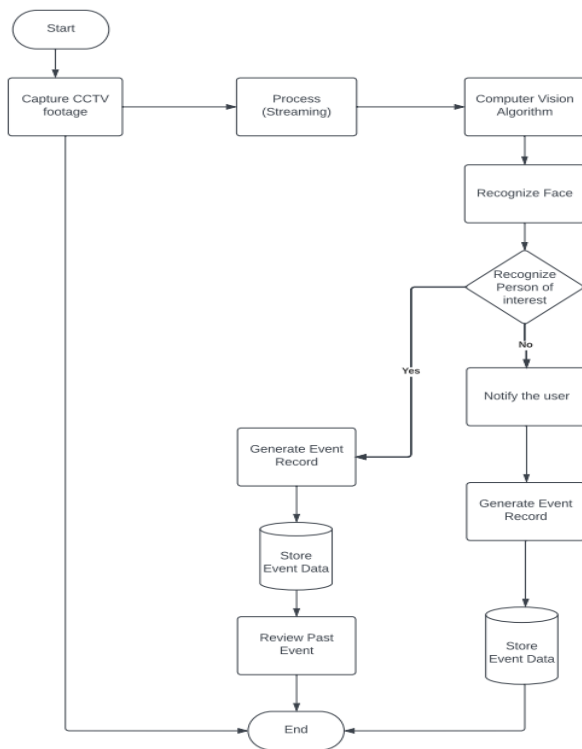 Start
Capture CCTV
footage
Process
(Streaming)
Computer Vision
Algorithm
Recognize Face
Recognize
Person of
interest
No
Yes
Notify the user
Generate Event
Record
Generate Event
Record
Store
Event Data
Review Past
Event
Store
Event Data
End